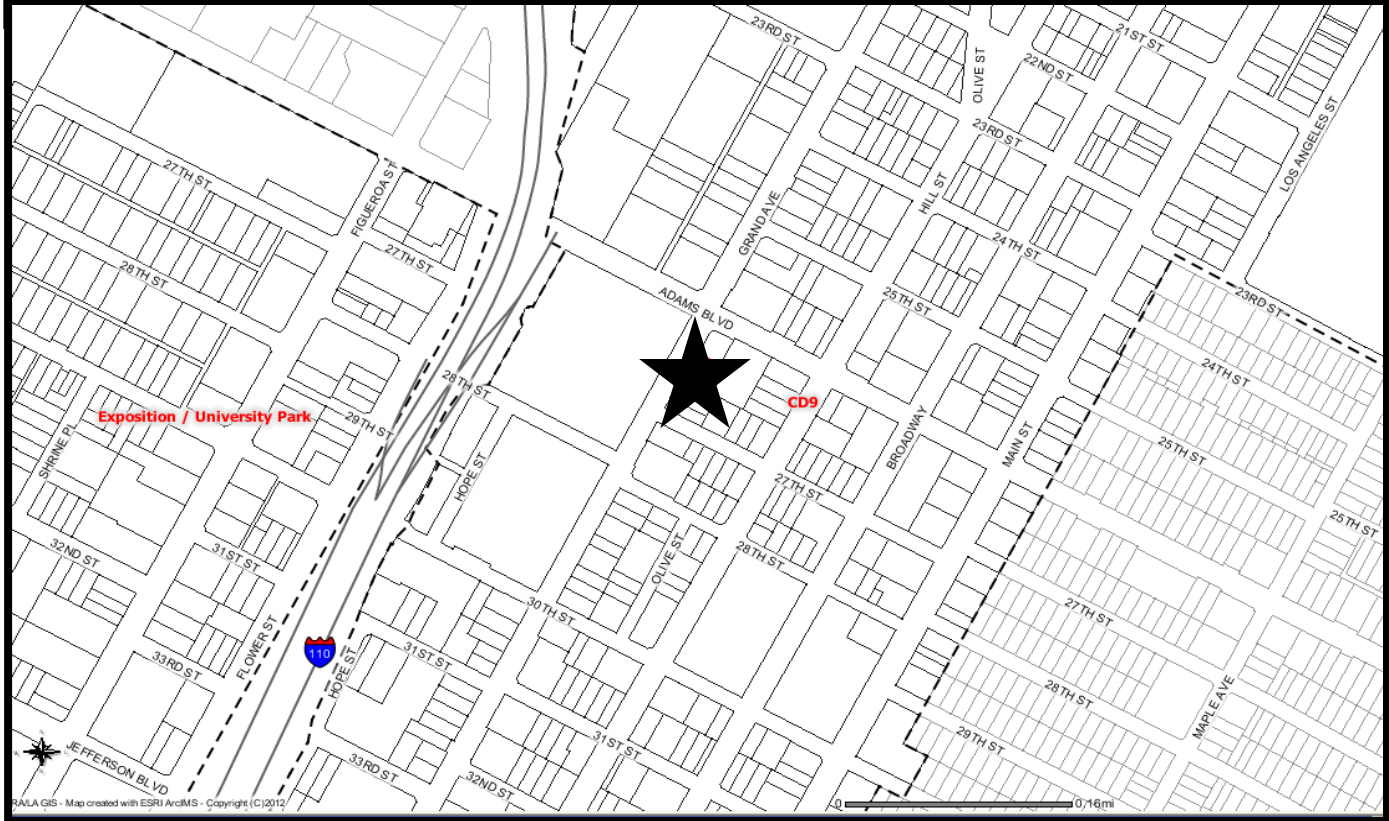 23RD ST
21ST ST
22ND ST
OLIVE ST
23RD ST
LOS ANGELES ST
27TH ST
FIGUEROA ST
HILL ST
GRAND AVE
24TH ST
27TH ST
28TH ST
25TH ST
23RD ST
ADAMS BLVD
24TH ST
28TH ST
CD9
Exposition / University Park
29TH ST
BROADWAY
MAIN ST
SHRINE PL
25TH ST
HOPE ST
27TH ST
25TH ST
32ND ST
31ST ST
OLIVE ST
28TH ST
30TH ST
27TH ST
FLOWER ST
110
31ST ST
33RD ST
HOPE ST
28TH ST
MAPLE AVE
29TH ST
31ST ST
JEFFERSON BLVD
33RD ST
32ND ST
RA/LA GIS - Map created with ESRI ArcIMS - Copyright (C)2012
0 0.16mi